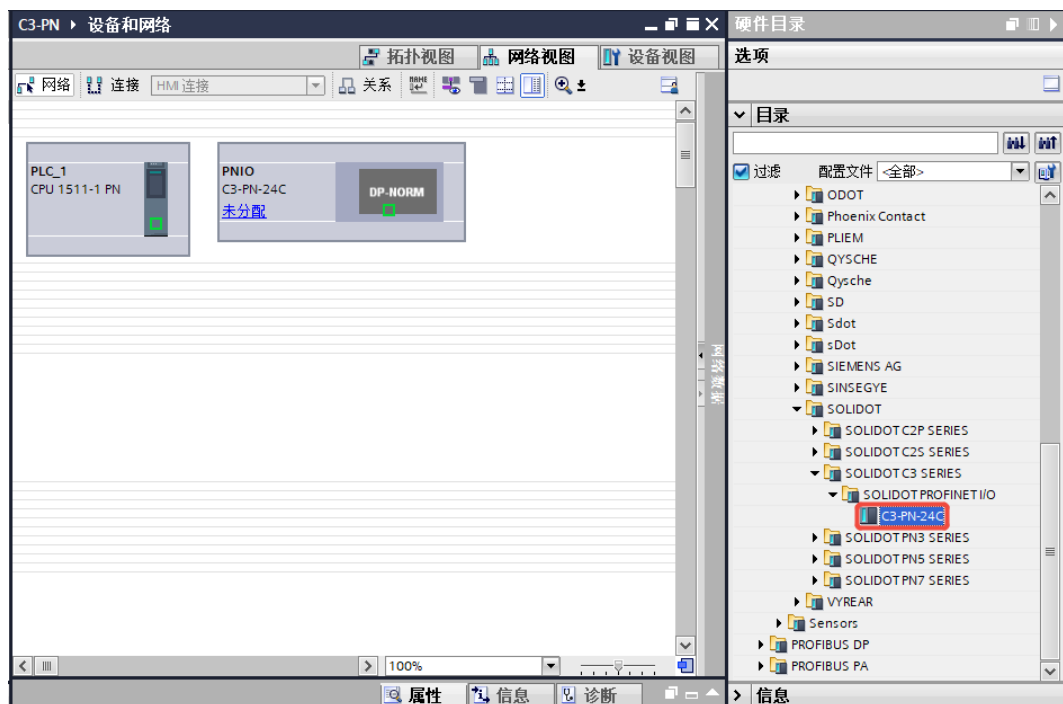 C3-PN ▸ 设备和网络
拓扑视图
网络视图
设备视图
网络
连接
HMI 连接
关系
PLC_1
CPU 1511-1 PN
PNIO
C3-PN-24C
未分配
DP-NORM
100%
属性
信息
诊断
网络数据
硬件目录
选项
目录
过滤
配置文件 <全部>
ODOT
Phoenix Contact
PLIEM
QYSCHE
Qysche
SD
Sdot
sDot
SIEMENS AG
SINSEGYE
SOLIDOT
SOLIDOT C2P SERIES
SOLIDOT C2S SERIES
SOLIDOT C3 SERIES
SOLIDOT PROFINET I/O
C3-PN-24C
SOLIDOT PN3 SERIES
SOLIDOT PN5 SERIES
SOLIDOT PN7 SERIES
VYREAR
Sensors
PROFIBUS DP
PROFIBUS PA
信息